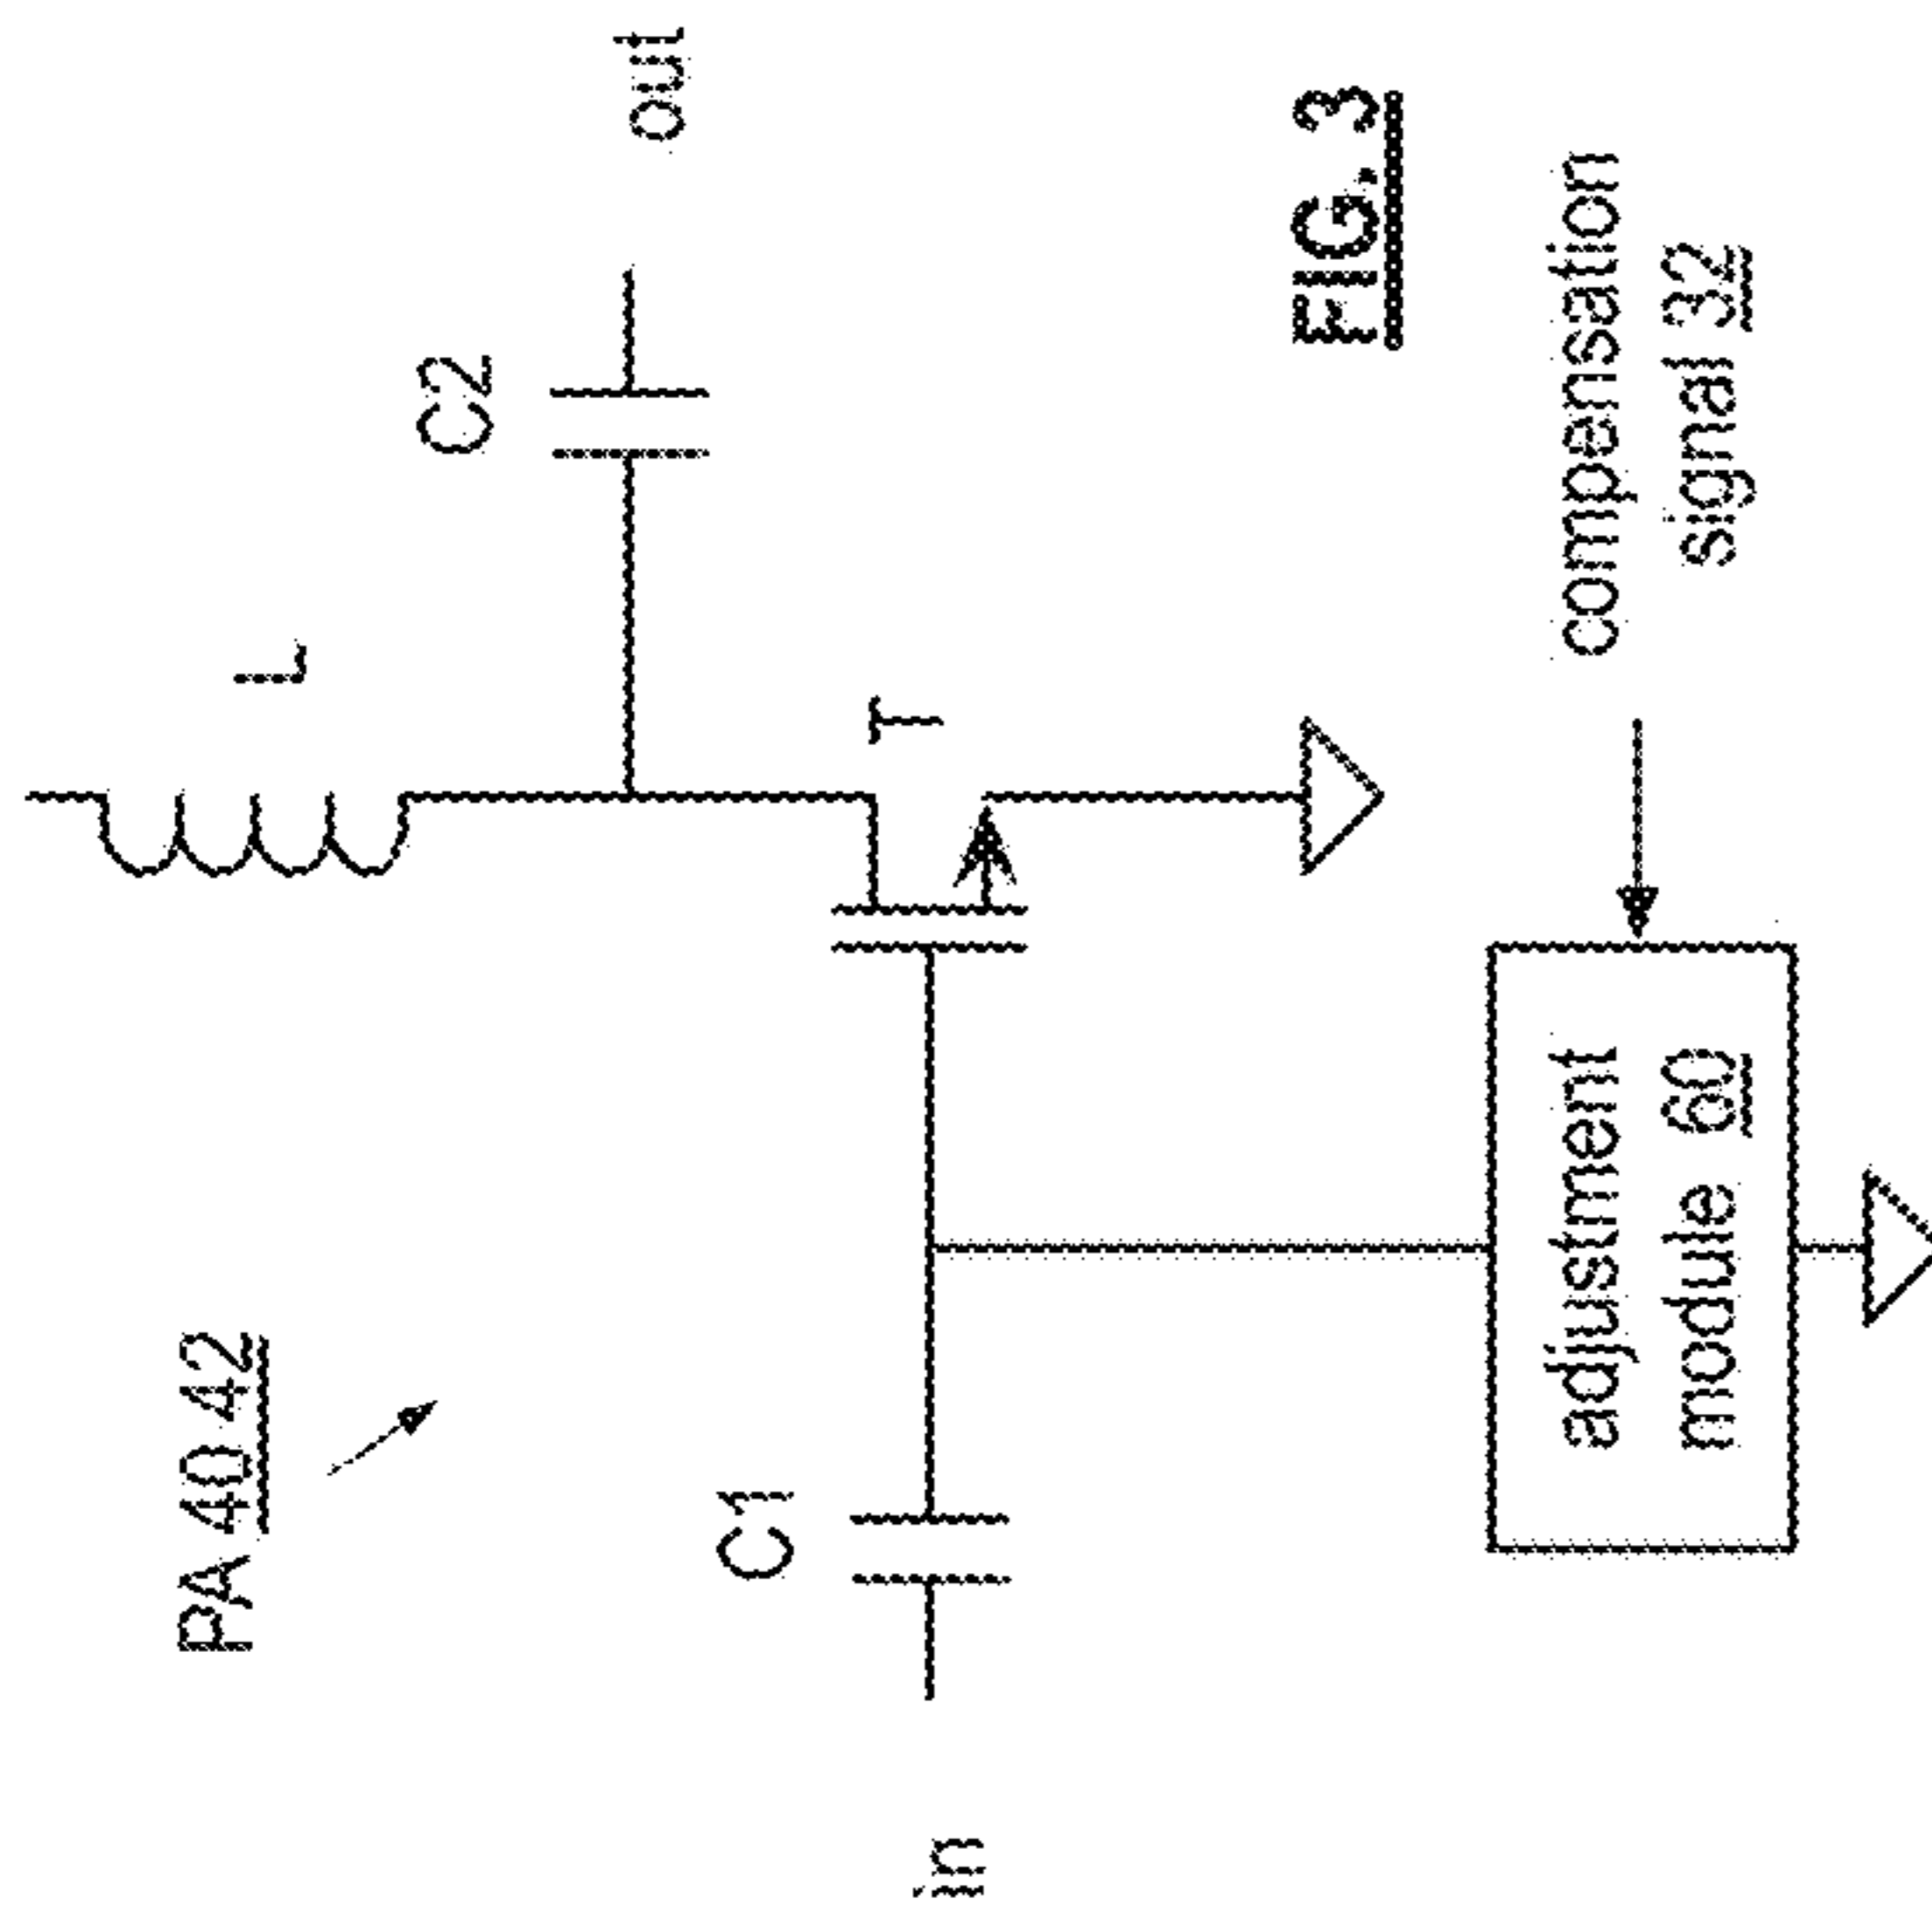 PA 40 42
L
C2
out
C1
T
in
FIG. 3
adjustment
module 60
compensation
signal 32